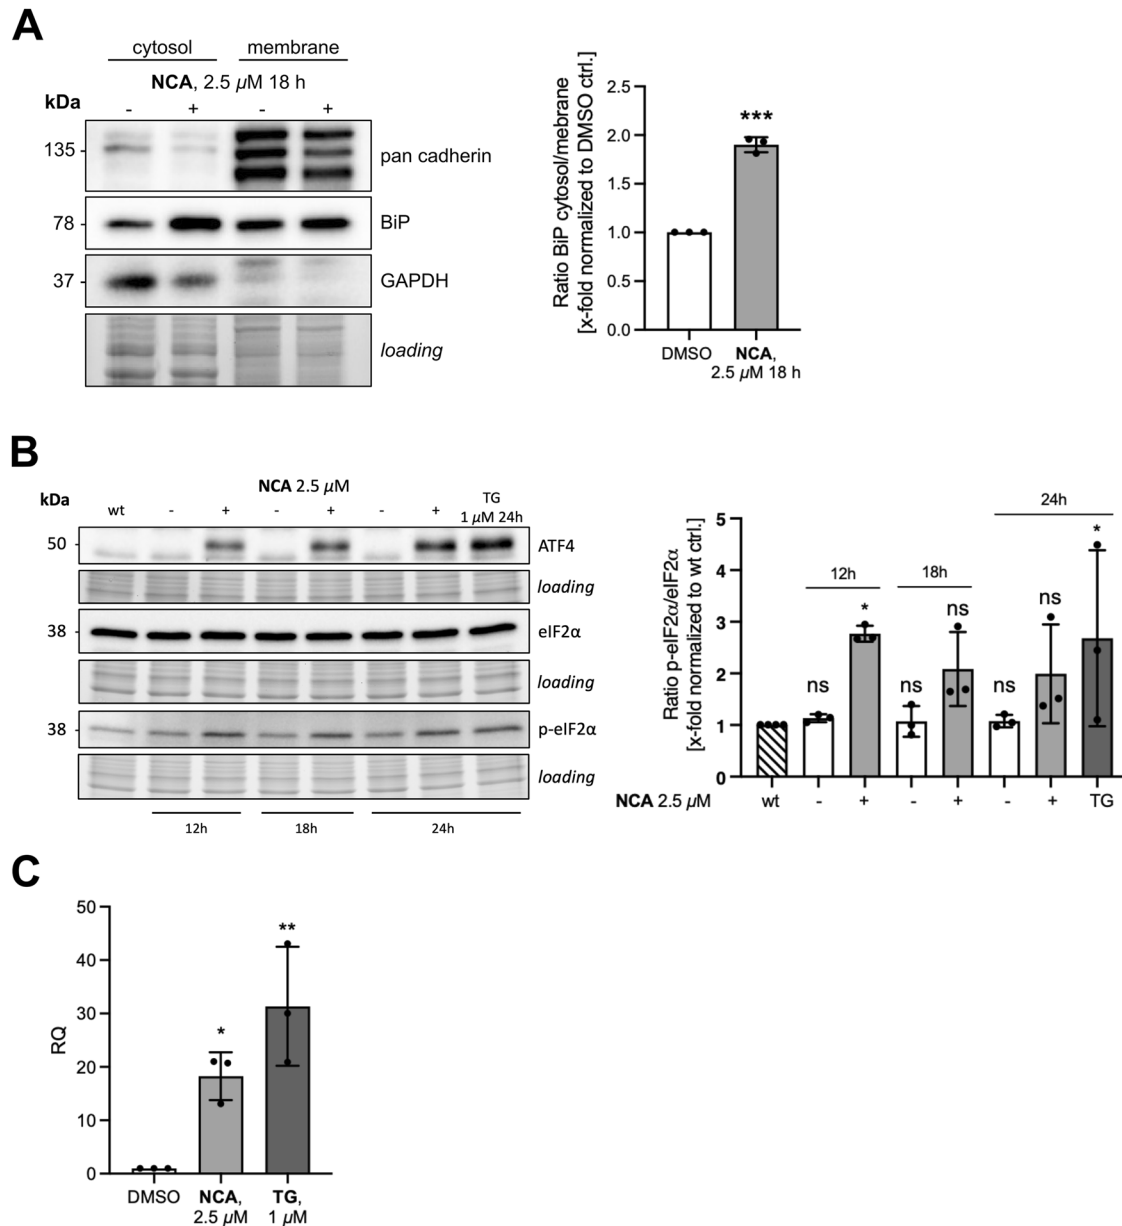 A
cytosol membrane
NCA, 2.5 µM 18 h
kDa - + - +
135 - pan cadherin
78 - BiP
37 - GAPDH
loading
Ratio BiP cytosol/mebrane
[x-fold normalized to DMSO ctrl.]
2.5
2.0
1.5
1.0
0.5
0.0
***
DMSO NCA,
2.5 µM 18 h
B
NCA 2.5 µM
kDa wt - + - + - + TG
1 µM 24h
50 - ATF4
loading
38 - eIF2α
loading
38 - p-eIF2α
loading
12h 18h 24h
Ratio p-eIF2α/eIF2α
[x-fold normalized to wt ctrl.]
5
4
3
2
1
0
24h
12h 18h
ns * ns ns ns ns *
NCA 2.5 µM wt - + - + - + TG
C
RQ
50
40
30
20
10
0
* **
DMSO NCA, TG,
2.5 µM 1 µM